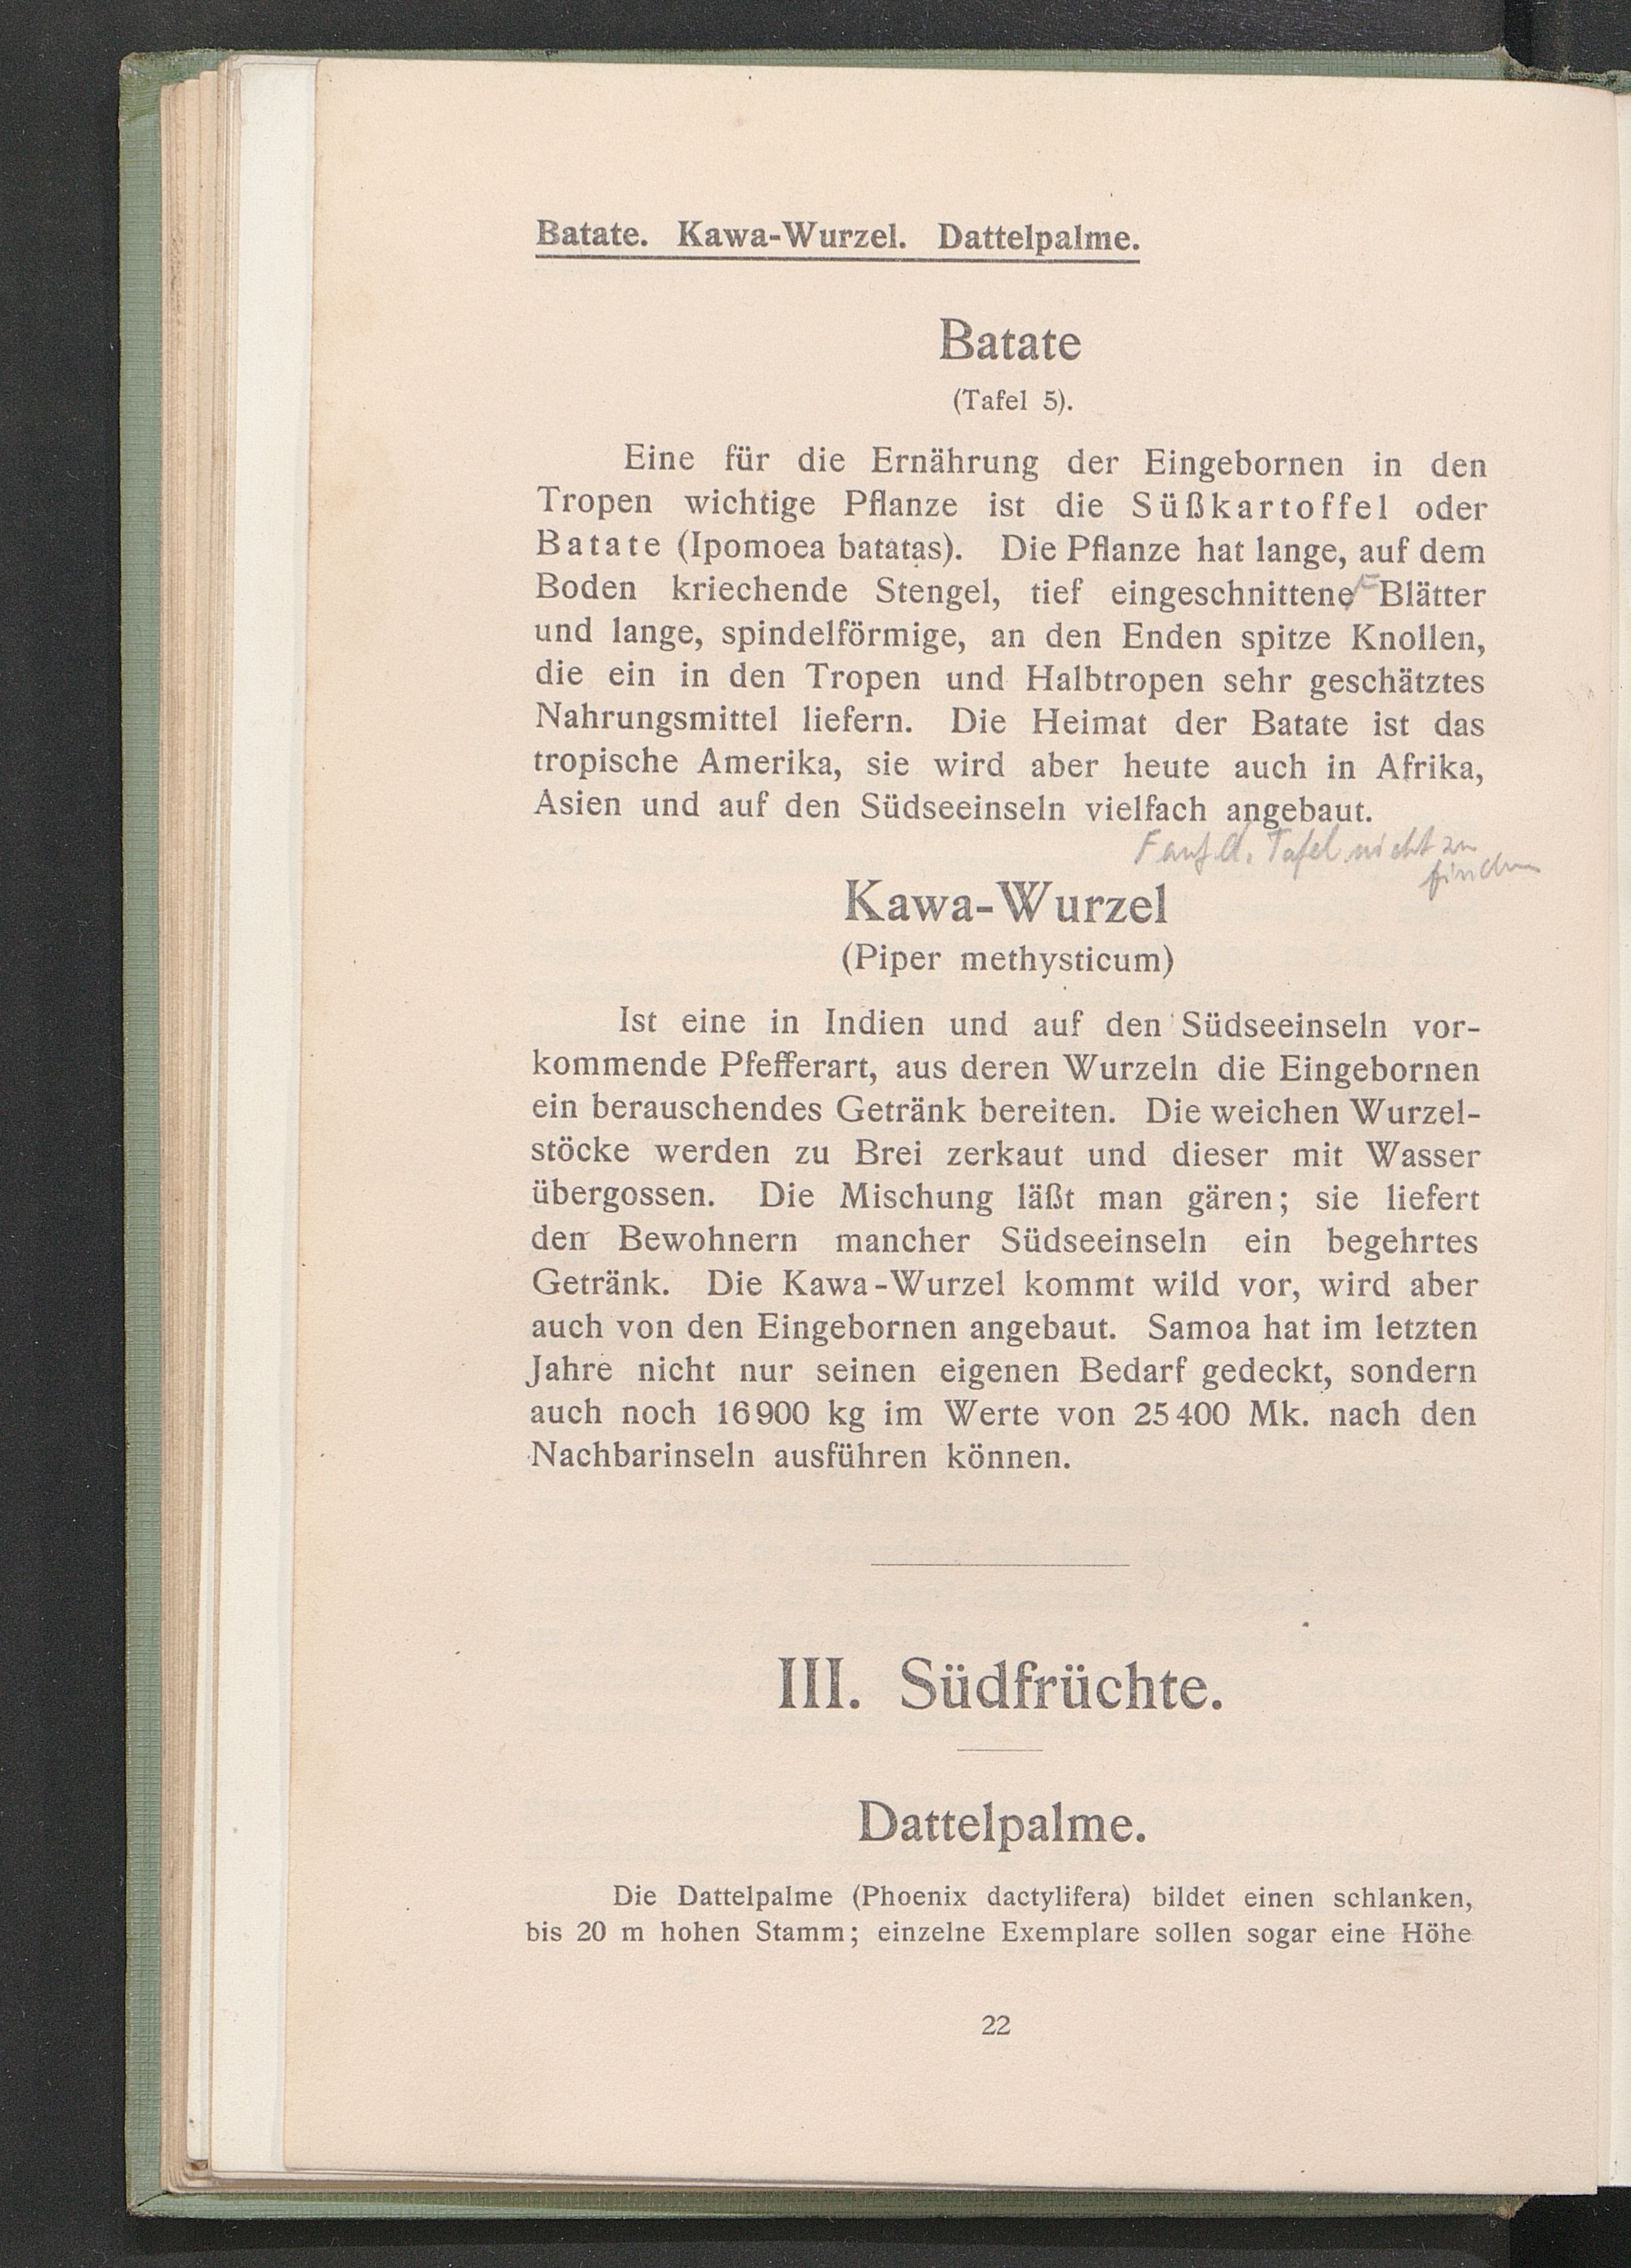 Batate. Kawa-Wurzel. Dattelpalme.
Batate
(Tafel 5).
Eine für die Ernährung der Eingebornen in den
Tropen wichtige Pflanze ist die Süßkartoffel oder
Batate (Ipomoea batatas). Die Pflanze hat lange, auf dem
Boden kriechende Stengel, tief eingeschnittene F Blätter
und lange, spindelförmige, an den Enden spitze Knollen,
die ein in den Tropen und Halbtropen sehr geschätztes
Nahrungsmittel liefern. Die Heimat der Batate ist das
tropische Amerika, sie wird aber heute auch in Afrika,
Asien und auf den Südseeinseln vielfach angebaut.
F auf d. Tafel nicht zu
finden
Kawa-Wurzel
(Piper methysticum)
Ist eine in Indien und auf den Südseeinseln vor-
kommende Pfefferart, aus deren Wurzeln die Eingebornen
ein berauschendes Getränk bereiten. Die weichen Wurzel-
stöcke werden zu Brei zerkaut und dieser mit Wasser
übergossen. Die Mischung läßt man gären; sie liefert
den Bewohnern mancher Südseeinseln ein begehrtes
Getränk. Die Kawa-Wurzel kommt wild vor, wird aber
auch von den Eingebornen angebaut. Samoa hat im letzten
Jahre nicht nur seinen eigenen Bedarf gedeckt, sondern
auch noch 16900 kg im Werte von 25400 Mk. nach den
Nachbarinseln ausführen können.
III. Südfrüchte.
Dattelpalme.
Die Dattelpalme (Phoenix dactylifera) bildet einen schlanken,
bis 20 m hohen Stamm; einzelne Exemplare sollen sogar eine Höhe
22